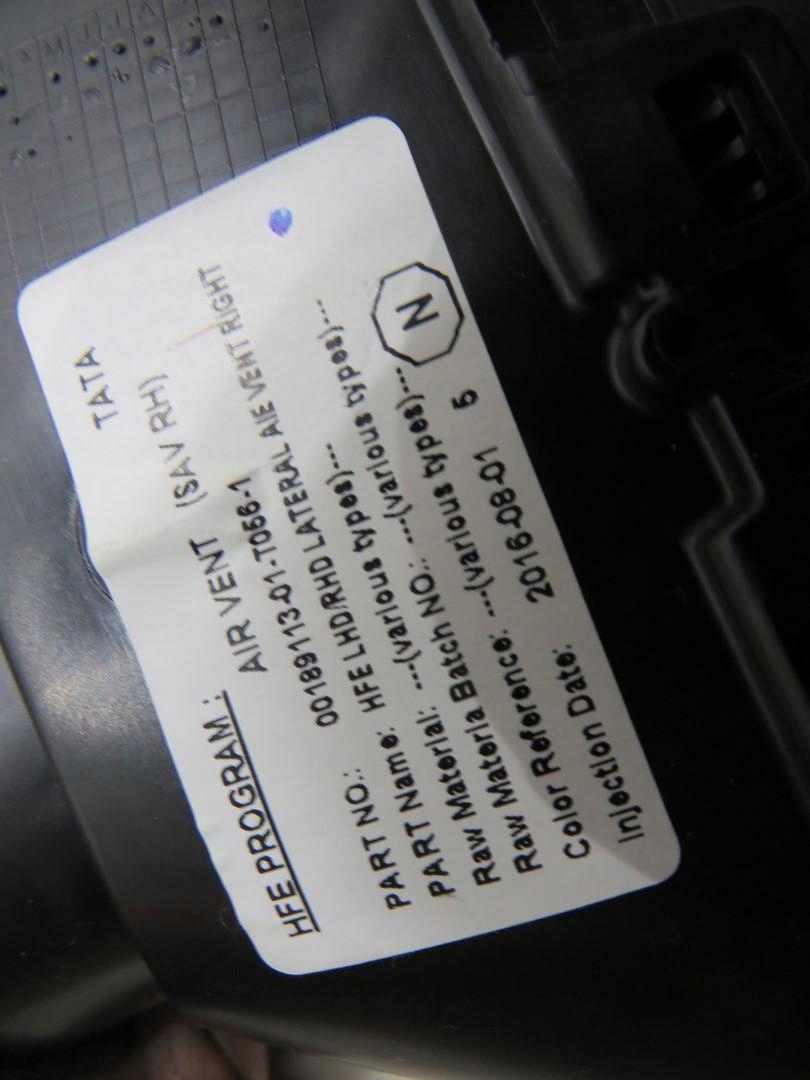 TATA
AIR VENT (SAV RH)
HFE PROGRAM.:
PART NO.: 00189113-01-T056-1
PART Name: HFE LHD/RHD LATERAL AIE VENT RIGHT
Raw Material: ---(various types)---
Raw Materia Batch NO.: ---(various types)---
Color Reference: ---(various types)---
Injection Date: 2016-08-01 5
N